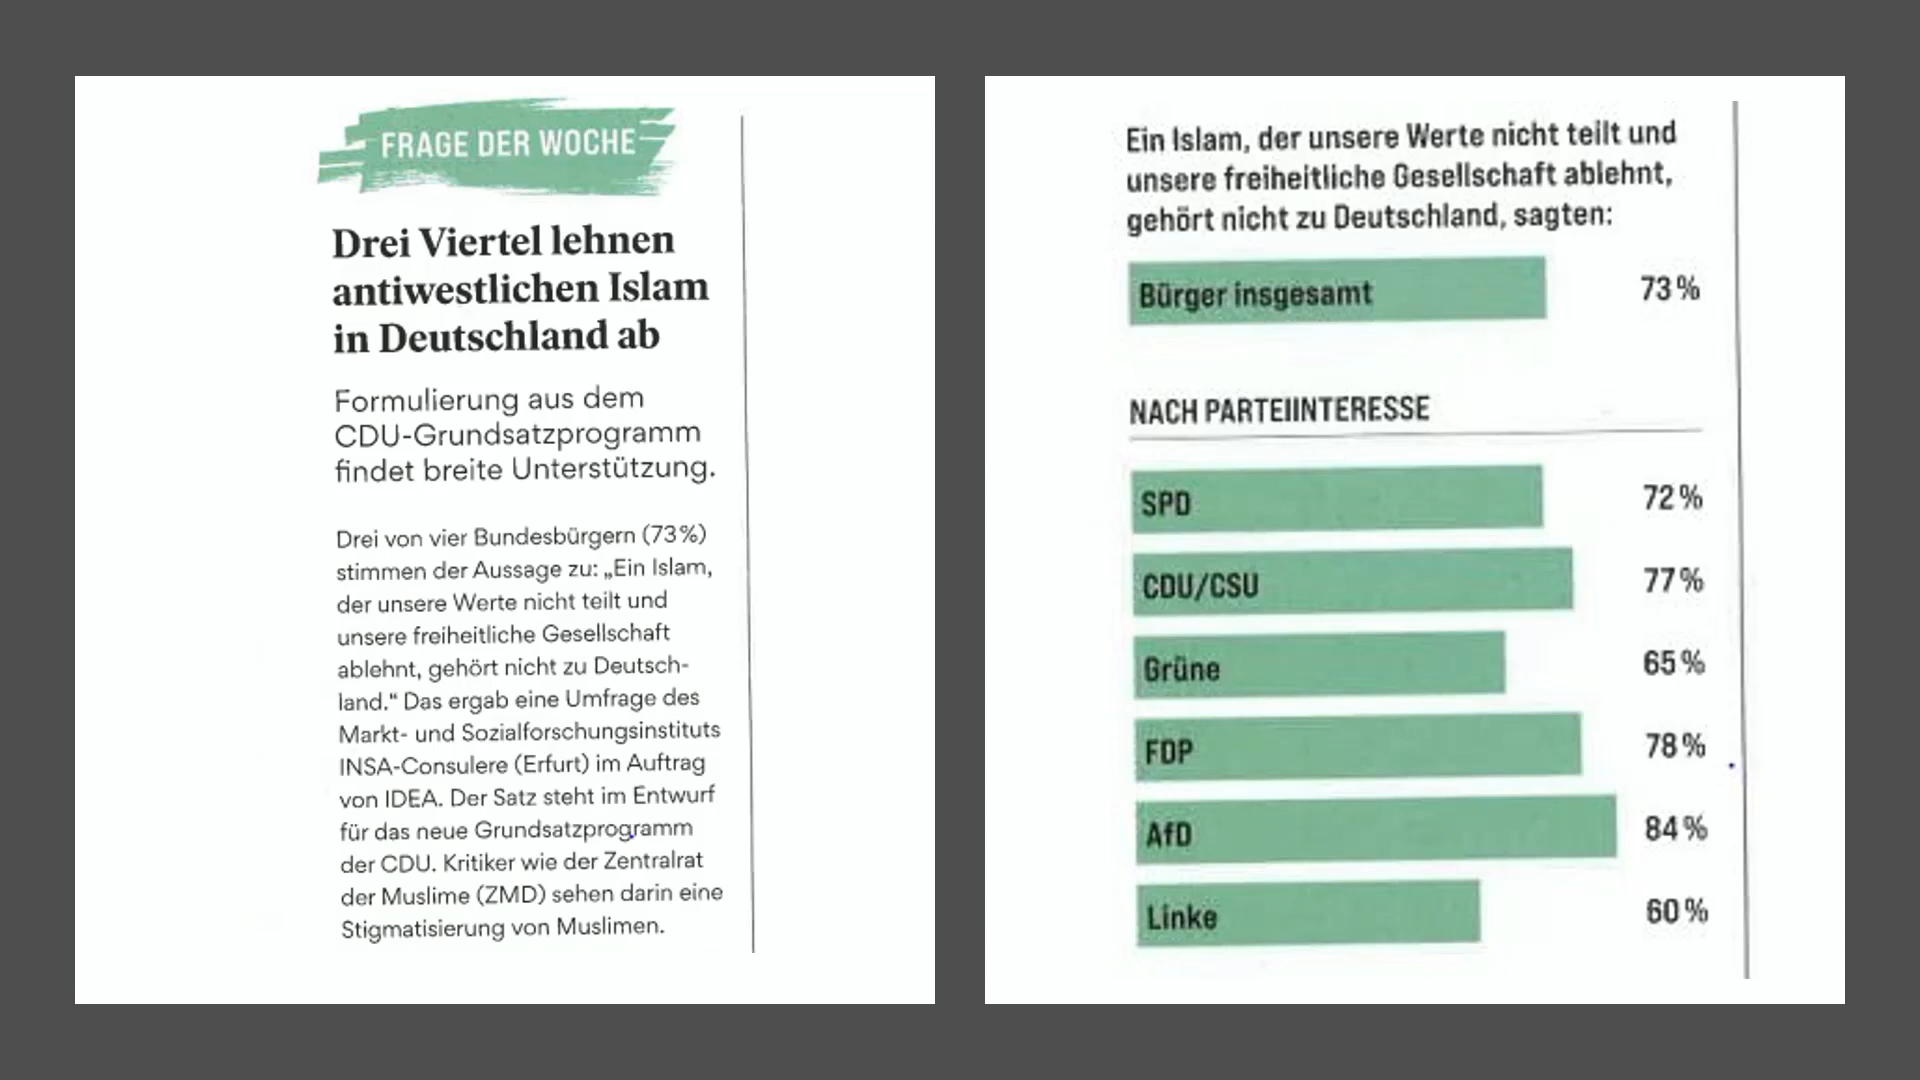 FRAGE DER WOCHE
Drei Viertel lehnen
antiwestlichen Islam
in Deutschland ab
Formulierung aus dem
CDU-Grundsatzprogramm
findet breite Unterstützung.
Drei von vier Bundesbürgern (73%)
stimmen der Aussage zu: „Ein Islam,
der unsere Werte nicht teilt und
unsere freiheitliche Gesellschaft
ablehnt, gehört nicht zu Deutsch-
land.“ Das ergab eine Umfrage des
Markt- und Sozialforschungsinstituts
INSA-Consulere (Erfurt) im Auftrag
von IDEA. Der Satz steht im Entwurf
für das neue Grundsatzprogramm
der CDU. Kritiker wie der Zentralrat
der Muslime (ZMD) sehen darin eine
Stigmatisierung von Muslimen.
Ein Islam, der unsere Werte nicht teilt und
unsere freiheitliche Gesellschaft ablehnt,
gehört nicht zu Deutschland, sagten:
Bürger insgesamt 73%
NACH PARTEIINTERESSE
SPD 72%
CDU/CSU 77%
Grüne 65%
FDP 78%
AfD 84%
Linke 60%